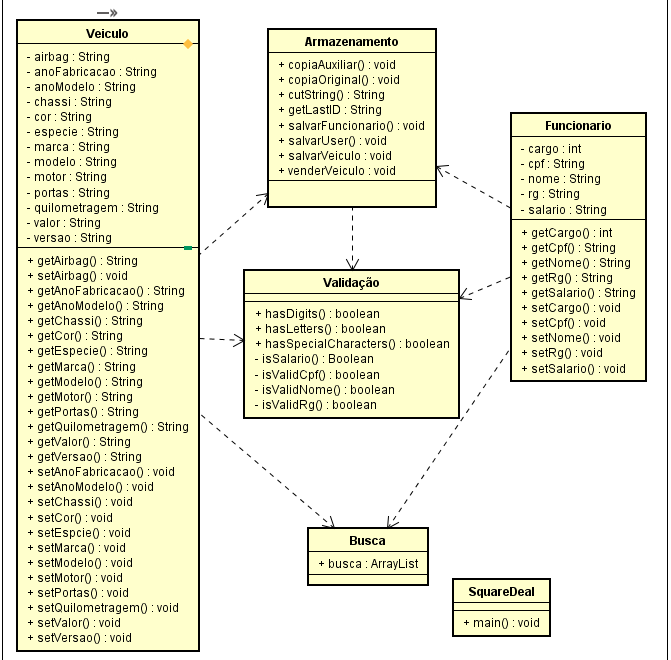 Veiculo
- airbag : String
- anoFabricacao : String
- anoModelo : String
- chassi : String
- cor : String
- especie : String
- marca : String
- modelo : String
- motor : String
- portas : String
- quilometragem : String
- valor : String
- versao : String
+ getAirbag() : String
+ setAirbag() : void
+ getAnoFabricacao() : String
+ getAnoModelo() : String
+ getChassi() : String
+ getCor() : String
+ getEspecie() : String
+ getMarca() : String
+ getModelo() : String
+ getMotor() : String
+ getPortas() : String
+ getQuilometragem() : String
+ getValor() : String
+ getVersao() : String
+ setAnoFabricacao() : void
+ setAnoModelo() : void
+ setChassi() : void
+ setCor() : void
+ setEspcie() : void
+ setMarca() : void
+ setModelo() : void
+ setMotor() : void
+ setPortas() : void
+ setQuilometragem() : void
+ setValor() : void
+ setVersao() : void
Armazenamento
+ copiaAuxiliar() : void
+ copiaOriginal() : void
+ cutString() : String
+ getLastID : String
+ salvarFuncionario() : void
+ salvarUser() : void
+ salvarVeiculo : void
+ venderVeiculo : void
Validação
+ hasDigits() : boolean
+ hasLetters() : boolean
+ hasSpecialCharacters() : boolean
- isSalario() : Boolean
- isValidCpf() : boolean
- isValidNome() : boolean
- isValidRg() : boolean
Funcionario
- cargo : int
- cpf : String
- nome : String
- rg : String
- salario : String
+ getCargo() : int
+ getCpf() : String
+ getNome() : String
+ getRg() : String
+ getSalario() : String
+ setCargo() : void
+ setCpf() : void
+ setNome() : void
+ setRg() : void
+ setSalario() : void
Busca
+ busca : ArrayList
SquareDeal
+ main() : void